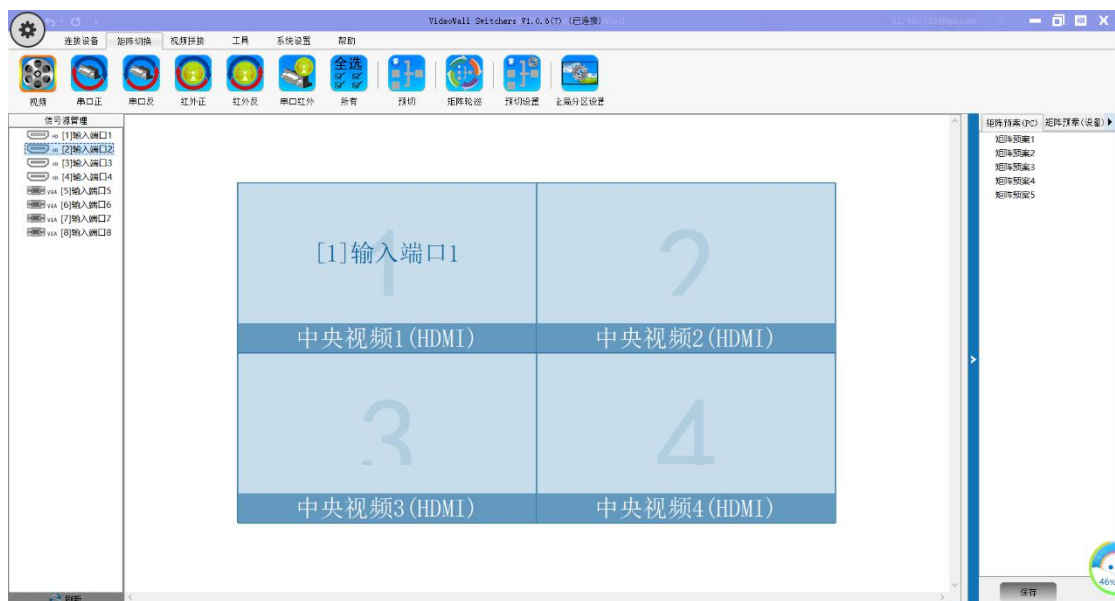 VideoWall Switchers V1.0.6(7) (已连接)
连接设备 矩阵切换 视频拼接 工具 系统设置 帮助
全选
视频 串口正 串口反 红外正 红外反 串口红外 所有 预切 矩阵轮巡 预切设置 全局分区设置
信号源管理
HD [1]输入端口1
HD [2]输入端口2
HD [3]输入端口3
HD [4]输入端口4
VGA [5]输入端口5
VGA [6]输入端口6
VGA [7]输入端口7
VGA [8]输入端口8
刷新
1
[1]输入端口1
中央视频1(HDMI)
2
中央视频2(HDMI)
3
中央视频3(HDMI)
4
中央视频4(HDMI)
矩阵预案(PC) 矩阵预案(设备)
矩阵预案1
矩阵预案2
矩阵预案3
矩阵预案4
矩阵预案5
46%
保存